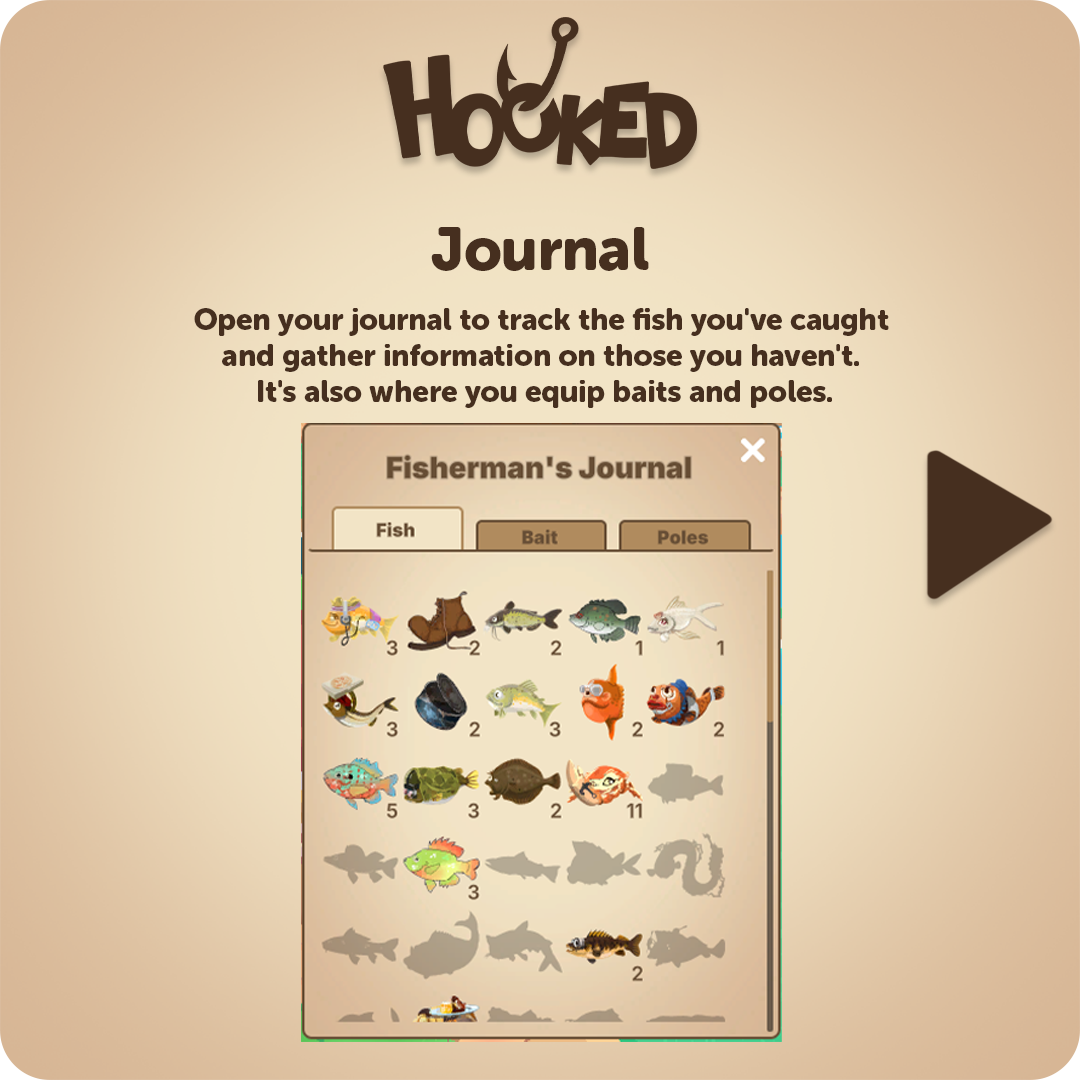 HOOKED
Journal
Open your journal to track the fish you've caught
and gather information on those you haven't.
It's also where you equip baits and poles.
Fisherman's Journal
Fish Bait Poles
3 2 2 1 1
3 2 3 2 2
5 3 2 11
3
2